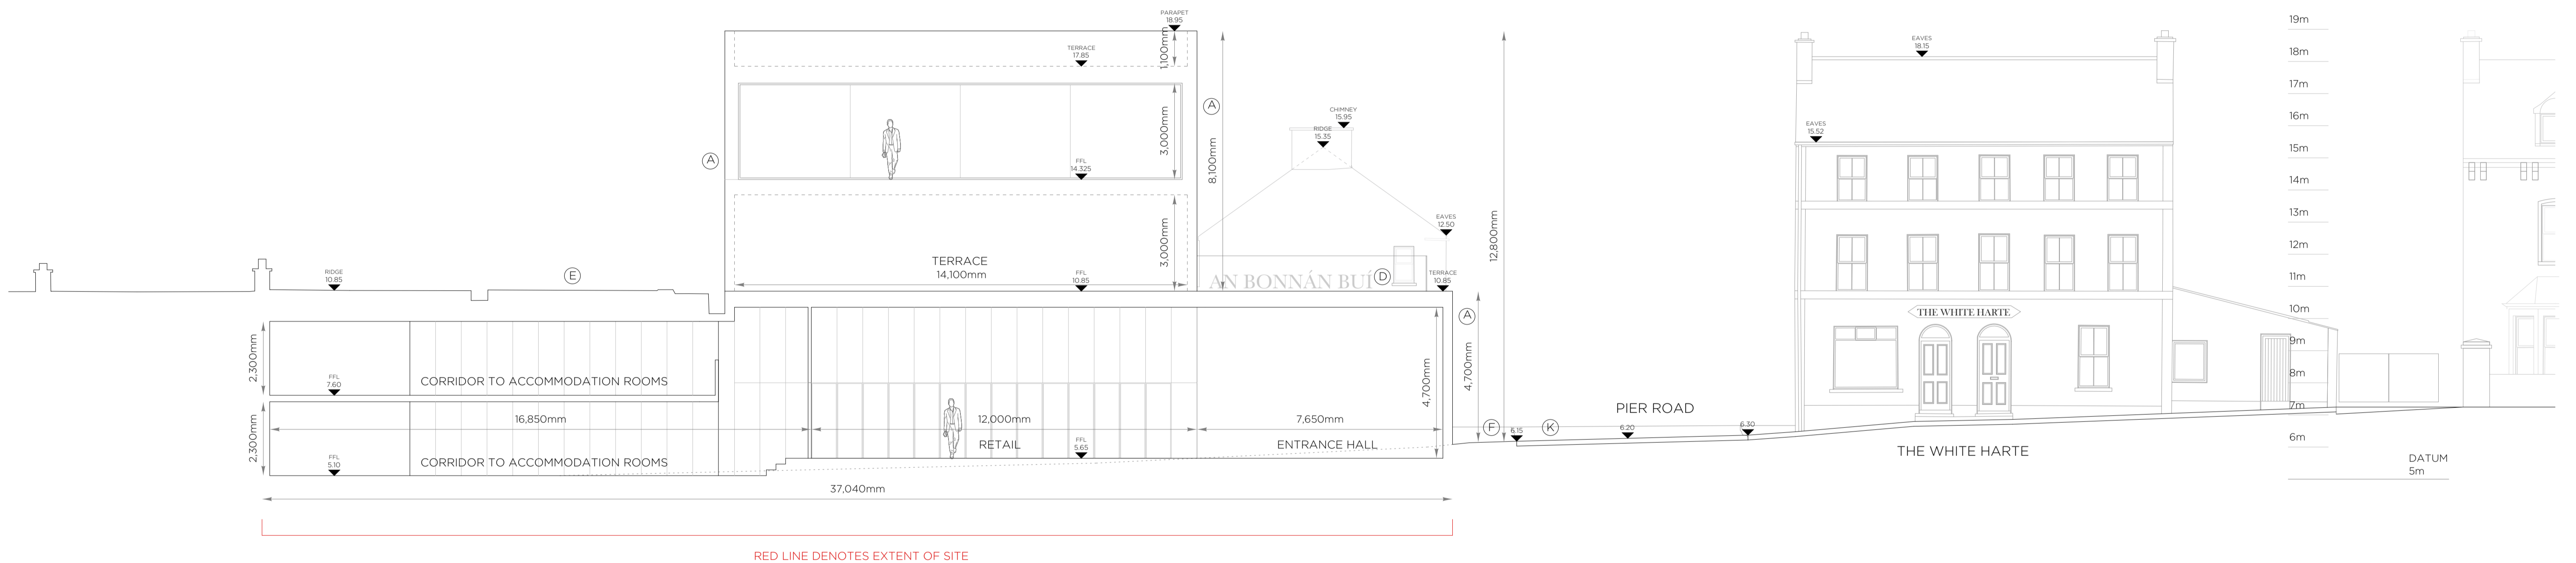 PARAPET
18.95
TERRACE
17.85
1,100mm
A
3,000mm
FFL
14.325
A
8,100mm
CHIMNEY
15.95
RIDGE
15.35
EAVES
12.50
12,800mm
EAVES
18.15
EAVES
15.52
19m
18m
17m
16m
15m
14m
13m
12m
11m
10m
9m
8m
7m
6m
DATUM
5m
RIDGE
10.85
E
TERRACE
14,100mm
3,000mm
FFL
10.85
AN BONNÁN BUÍ
D
TERRACE
10.85
A
4,700mm
4,700mm
THE WHITE HARTE
2,300mm
FFL
7.60
CORRIDOR TO ACCOMMODATION ROOMS
16,850mm
12,000mm
7,650mm
2,300mm
FFL
5.10
CORRIDOR TO ACCOMMODATION ROOMS
RETAIL
FFL
5.65
ENTRANCE HALL
F
K
PIER ROAD
6.15
6.20
6.30
THE WHITE HARTE
37,040mm
RED LINE DENOTES EXTENT OF SITE